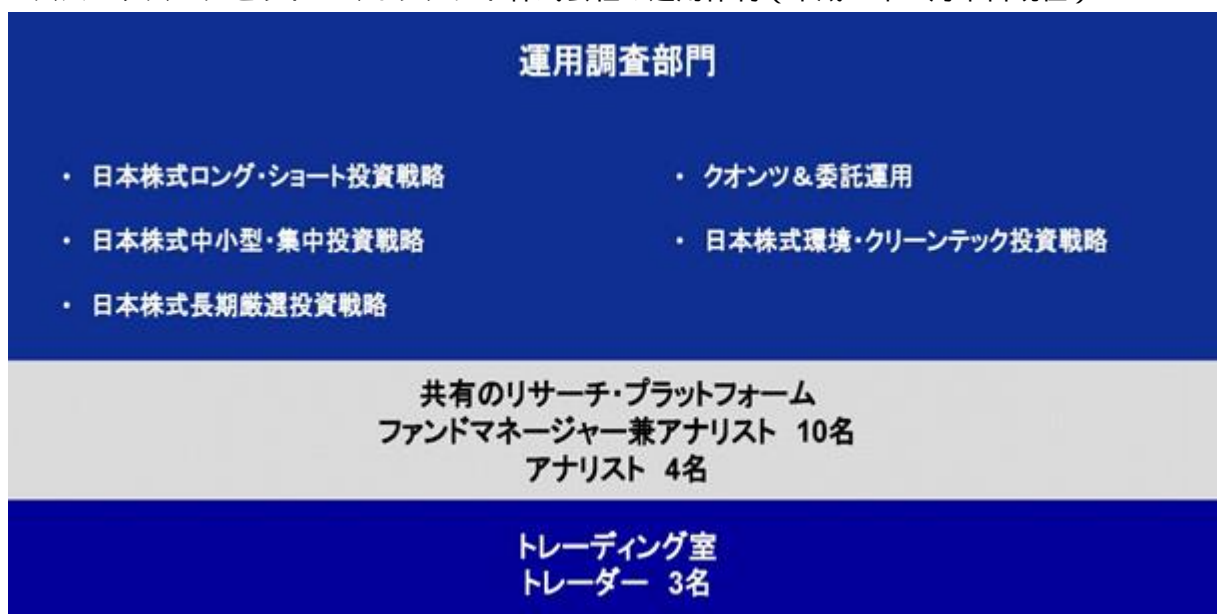 運用調査部門
・ 日本株式ロング・ショート投資戦略
・ クオンツ&委託運用
・ 日本株式中小型・集中投資戦略
・ 日本株式環境・クリーンテック投資戦略
・ 日本株式長期厳選投資戦略
共有のリサーチ・プラットフォーム
ファンドマネージャー兼アナリスト 10名
アナリスト 4名
トレーディング室
トレーダー 3名